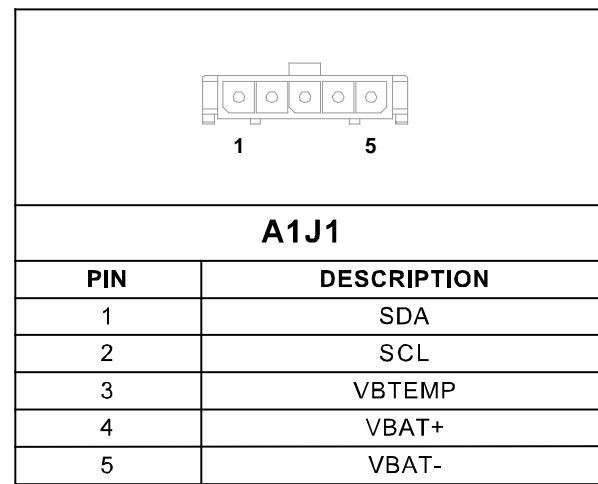 1 5
A1J1
PIN DESCRIPTION
1 SDA
2 SCL
3 VBTEMP
4 VBAT+
5 VBAT-